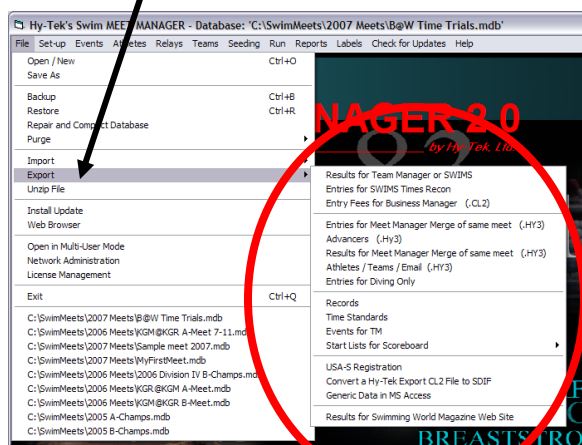 Hy-Tek's Swim MEET MANAGER - Database: 'C:\SwimMeets\2007 Meets\B@W Time Trials.mdb'
File Set-up Events Athletes Relays Teams Seeding Run Reports Labels Check for Updates Help
Open / New Ctrl+O
Save As
Backup Ctrl+B
Restore Ctrl+R
Repair and Compact Database
Purge
Import
Export
Unzip File
Install Update
Web Browser
Open in Multi-User Mode
Network Administration
License Management
Exit Ctrl+Q
C:\SwimMeets\2007 Meets\B@W Time Trials.mdb
C:\SwimMeets\2006 Meets\KGM@KGR A-Meet 7-11.mdb
C:\SwimMeets\2007 Meets\Sample meet 2007.mdb
C:\SwimMeets\2007 Meets\MyFirstMeet.mdb
C:\SwimMeets\2006 Meets\2006 Division IV B-Champs.mdb
C:\SwimMeets\2006 Meets\KGR@KGM A-Meet.mdb
C:\SwimMeets\2006 Meets\KGM@KGR B-Meet.mdb
C:\SwimMeets\2005 A-Champs.mdb
C:\SwimMeets\2005 B-Champs.mdb
NAGER 2.0
by Hy-Tek, Ltd
Results for Team Manager or SWIMS
Entries for SWIMS Times Recon
Entry Fees for Business Manager (.CL2)
Entries for Meet Manager Merge of same meet (.HY3)
Advancers (.Hy3)
Results for Meet Manager Merge of same meet (.HY3)
Athletes / Teams / Email (.HY3)
Entries for Diving Only
Records
Time Standards
Events for TM
Start Lists for Scoreboard
USA-S Registration
Convert a Hy-Tek Export CL2 File to SDIF
Generic Data in MS Access
Results for Swimming World Magazine Web Site
BREASTSTRO